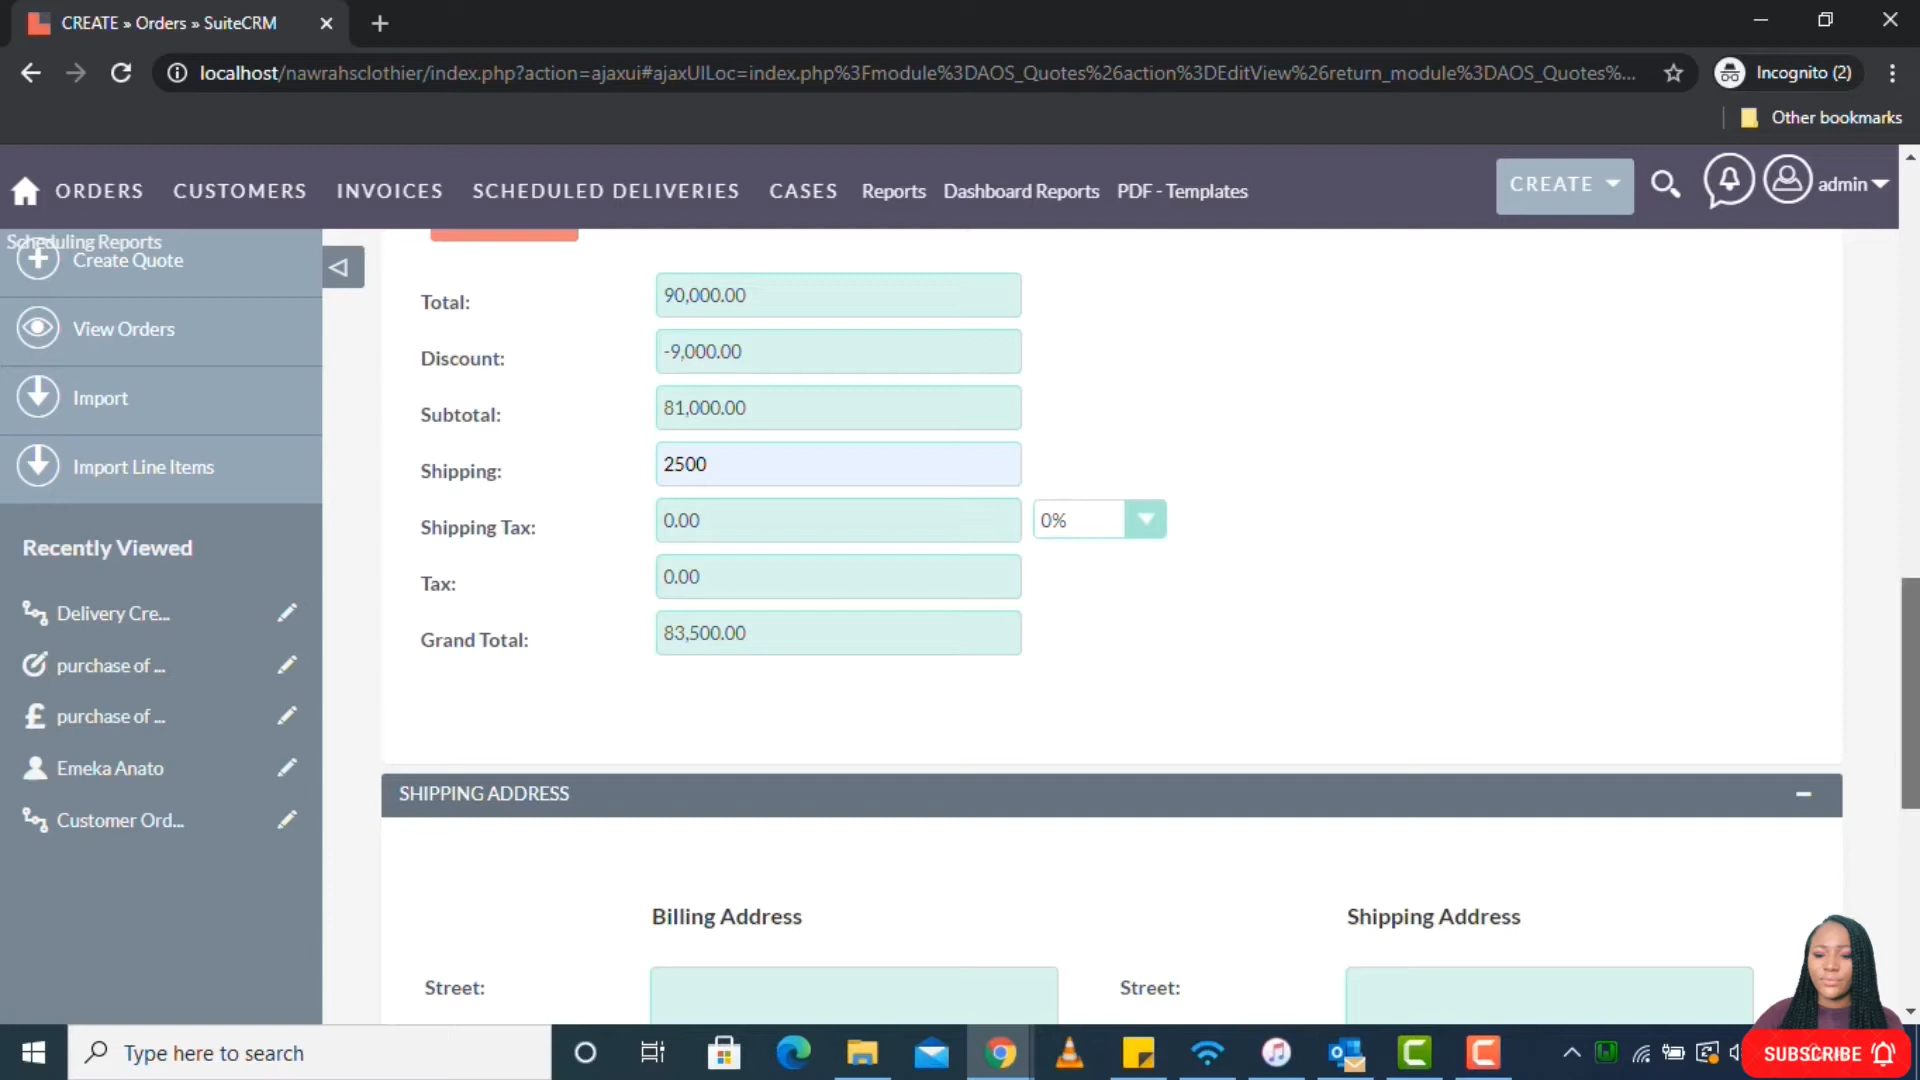 CREATE » Orders » SuiteCRM
localhost/nawrahsclothier/index.php?action=ajaxui#ajaxUILoc=index.php%3Fmodule%3DAOS_Quotes%26action%3DEditView%26return_module%3DAOS_Quotes%...
Incognito (2)
Other bookmarks
ORDERS CUSTOMERS INVOICES SCHEDULED DELIVERIES CASES Reports Dashboard Reports PDF - Templates CREATE admin
Scheduling Reports
Create Quote
View Orders
Import
Import Line Items
Recently Viewed
Delivery Cre...
purchase of ...
purchase of ...
Emeka Anato
Customer Ord...
Total: 90,000.00
Discount: -9,000.00
Subtotal: 81,000.00
Shipping: 2500
Shipping Tax: 0.00 0%
Tax: 0.00
Grand Total: 83,500.00
SHIPPING ADDRESS
Billing Address Shipping Address
Street: Street:
Type here to search
SUBSCRIBE